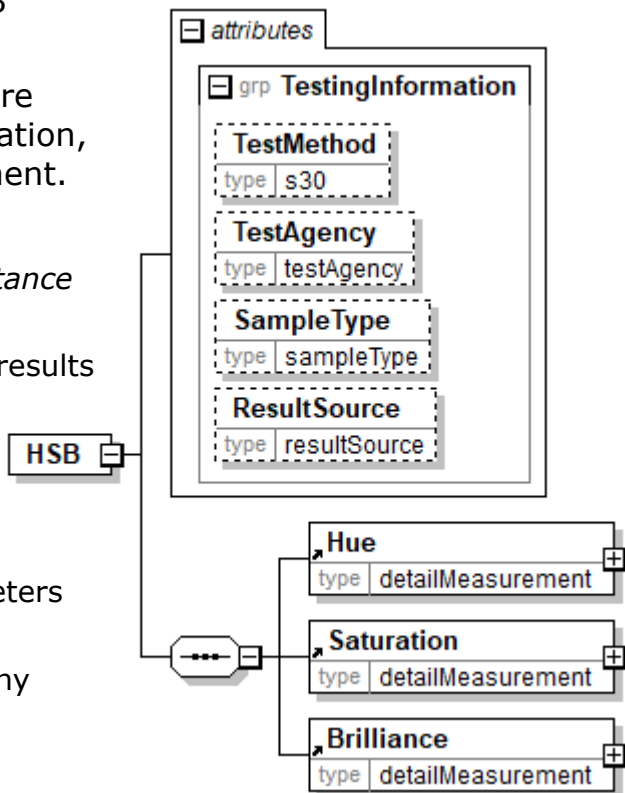 attributes
re
grp TestingInformation
ation,
TestMethod
nent.
type s30
TestAgency
tance
type testAgency
SampleType
results
type sampleType
ResultSource
type resultSource
HSB
Hue
eters
type detailMeasurement
Saturation
ny
type detailMeasurement
Brilliance
type detailMeasurement